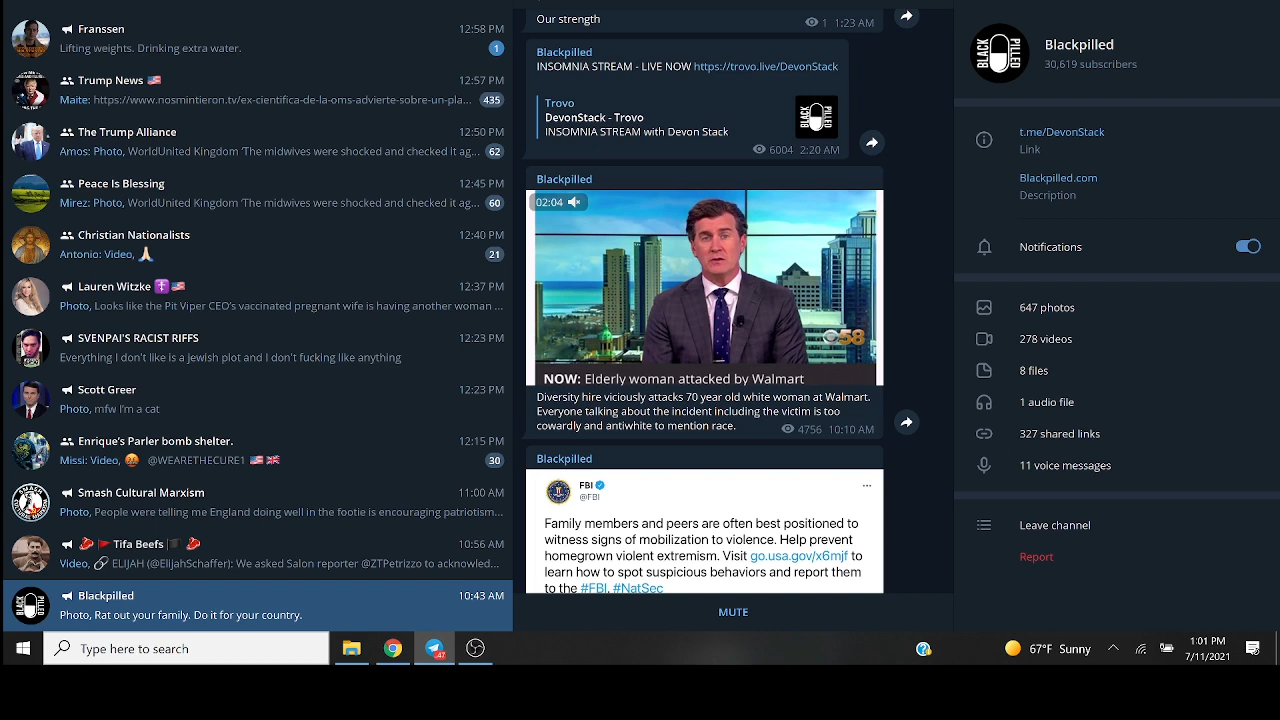 Franssen
12:58 PM
Lifting weights. Drinking extra water.
1
Trump News 🇺🇸
12:57 PM
Maite: https://www.nosmintieron.tv/ex-cientifica-de-la-oms-advierte-sobre-un-pla...
435
The Trump Alliance
12:50 PM
Amos: Photo, WorldUnited Kingdom ‘The midwives were shocked and checked it ag...
62
Peace Is Blessing
12:45 PM
Mirez: Photo, WorldUnited Kingdom ‘The midwives were shocked and checked it ag...
60
Christian Nationalists
12:40 PM
Antonio: Video, 🙏🏻
21
Lauren Witzke ✝️🇺🇸
12:37 PM
Photo, Looks like the Pit Viper CEO’s vaccinated pregnant wife is having another woman ...
SVENPAI'S RACIST RIFFS
12:23 PM
Everything I don't like is a jewish plot and I don't fucking like anything
Scott Greer
12:23 PM
Photo, mfw I’m a cat
Enrique’s Parler bomb shelter.
12:15 PM
Missi: Video, 🤬 @WEARETHECURE1 🇺🇸 🇬🇧
30
Smash Cultural Marxism
11:00 AM
Photo, People were telling me England doing well in the footie is encouraging patriotism...
🥩🚩Tifa Beefs🏴🥩
10:56 AM
Video, 🔗 ELIJAH (@ElijahSchaffer): We asked Salon reporter @ZTPetrizzo to acknowled...
Blackpilled
10:43 AM
Photo, Rat out your family. Do it for your country.
Our strength
1 1:23 AM
Blackpilled
INSOMNIA STREAM - LIVE NOW https://trovo.live/DevonStack
Trovo
DevonStack - Trovo
INSOMNIA STREAM with Devon Stack
BLACK PILLED
6004 2:20 AM
Blackpilled
02:04
CBS 58
NOW: Elderly woman attacked by Walmart
Diversity hire viciously attacks 70 year old white woman at Walmart.
Everyone talking about the incident including the victim is too
cowardly and antiwhite to mention race.
4756 10:10 AM
Blackpilled
FBI
@FBI
...
Family members and peers are often best positioned to
witness signs of mobilization to violence. Help prevent
homegrown violent extremism. Visit go.usa.gov/x6mjf to
learn how to spot suspicious behaviors and report them
to the #FBI. #NatSec
MUTE
BLACK PILLED
Blackpilled
30,619 subscribers
t.me/DevonStack
Link
Blackpilled.com
Description
Notifications
647 photos
278 videos
8 files
1 audio file
327 shared links
11 voice messages
Leave channel
Report
Type here to search
67°F Sunny
1:01 PM
7/11/2021